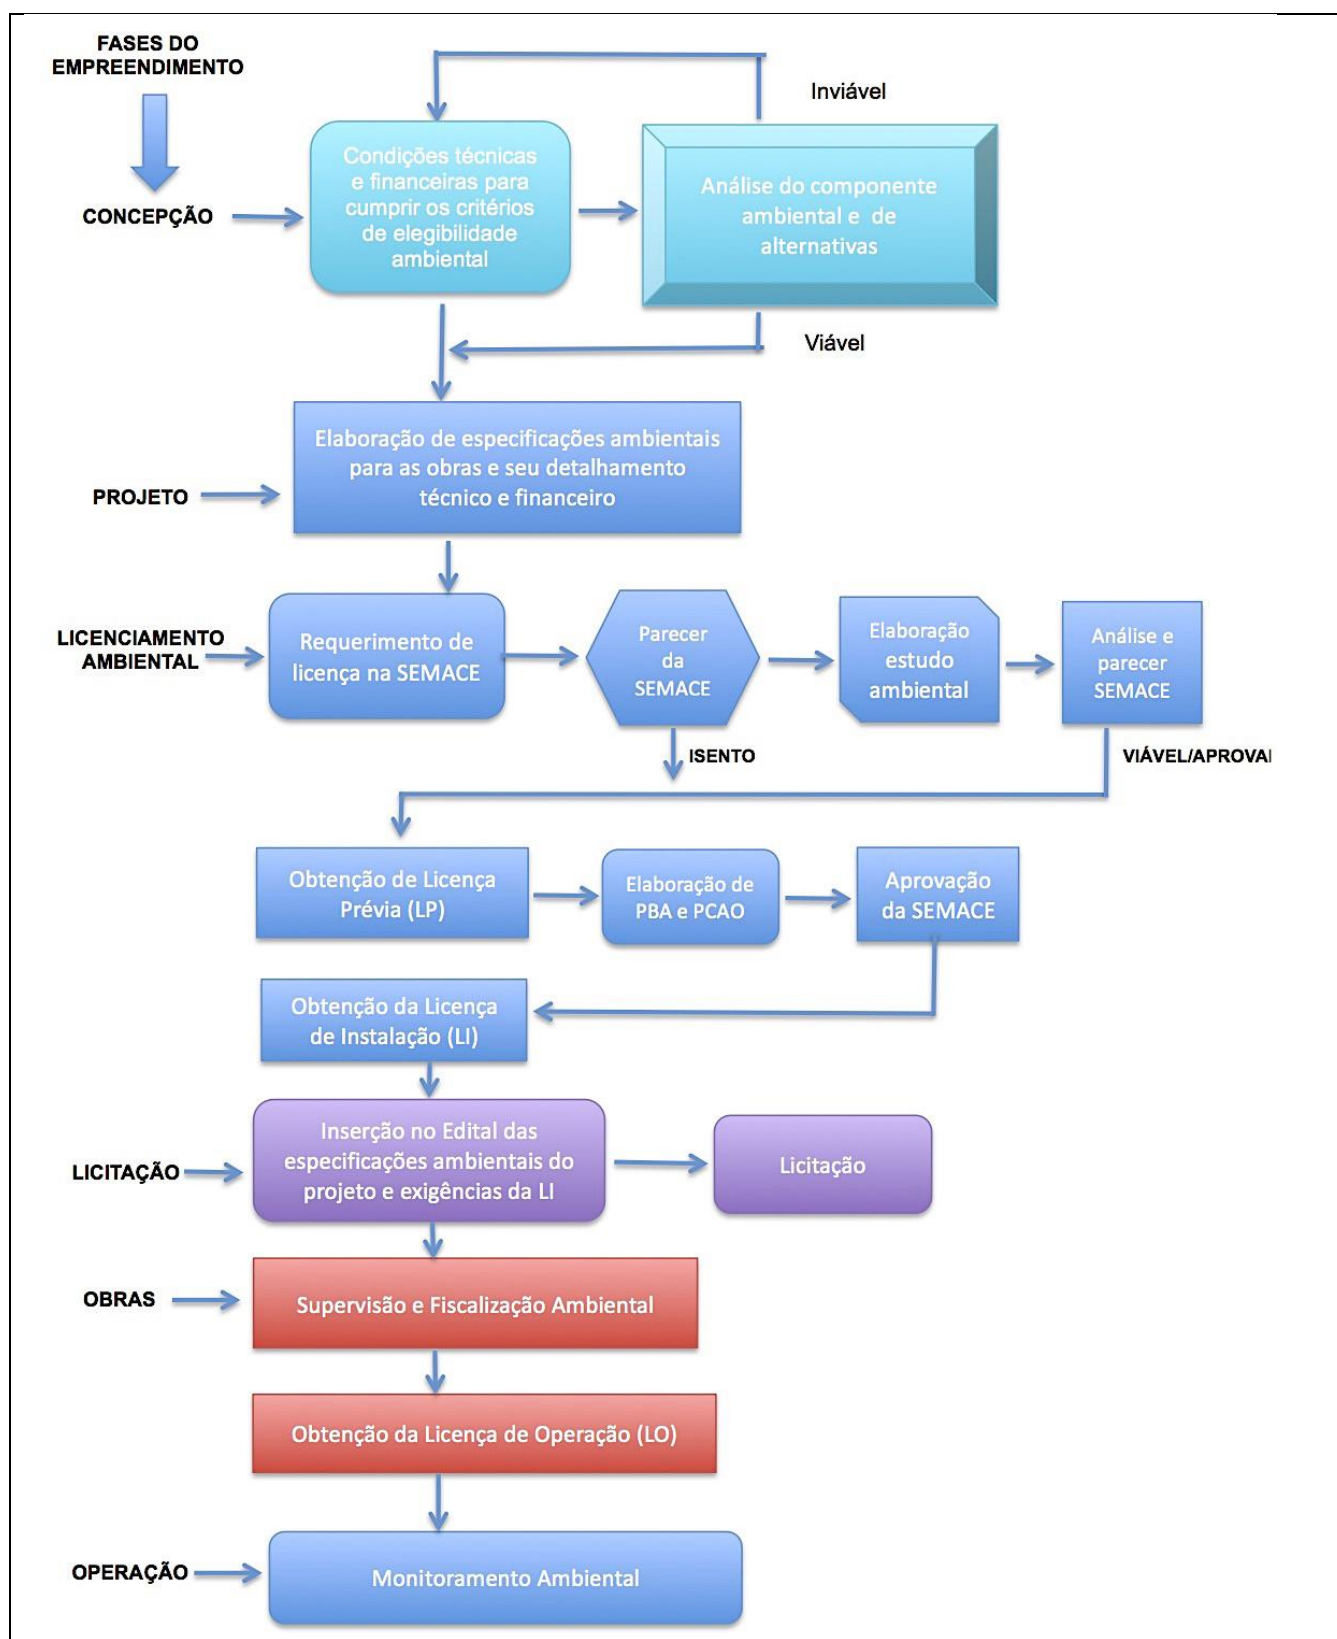 FASES DO
EMPREENDIMENTO
Inviável
Condições técnicas
e financeiras para
cumprir os critérios
de elegibilidade
ambiental
Análise do componente
ambiental e de
alternativas
CONCEPÇÃO
Viável
Elaboração de especificações ambientais
para as obras e seu detalhamento
técnico e financeiro
PROJETO
LICENCIAMENTO
AMBIENTAL
Requerimento de
licença na SEMACE
Parecer
da
SEMACE
Elaboração
estudo
ambiental
Análise e
parecer
SEMACE
ISENTO
VIÁVEL/APROVAI
Obtenção de Licença
Prévia (LP)
Elaboração de
PBA e PCAO
Aprovação
da SEMACE
Obtenção da Licença
de Instalação (LI)
LICITAÇÃO
Inserção no Edital das
especificações ambientais do
projeto e exigências da LI
Licitação
OBRAS
Supervisão e Fiscalização Ambiental
Obtenção da Licença de Operação (LO)
OPERAÇÃO
Monitoramento Ambiental